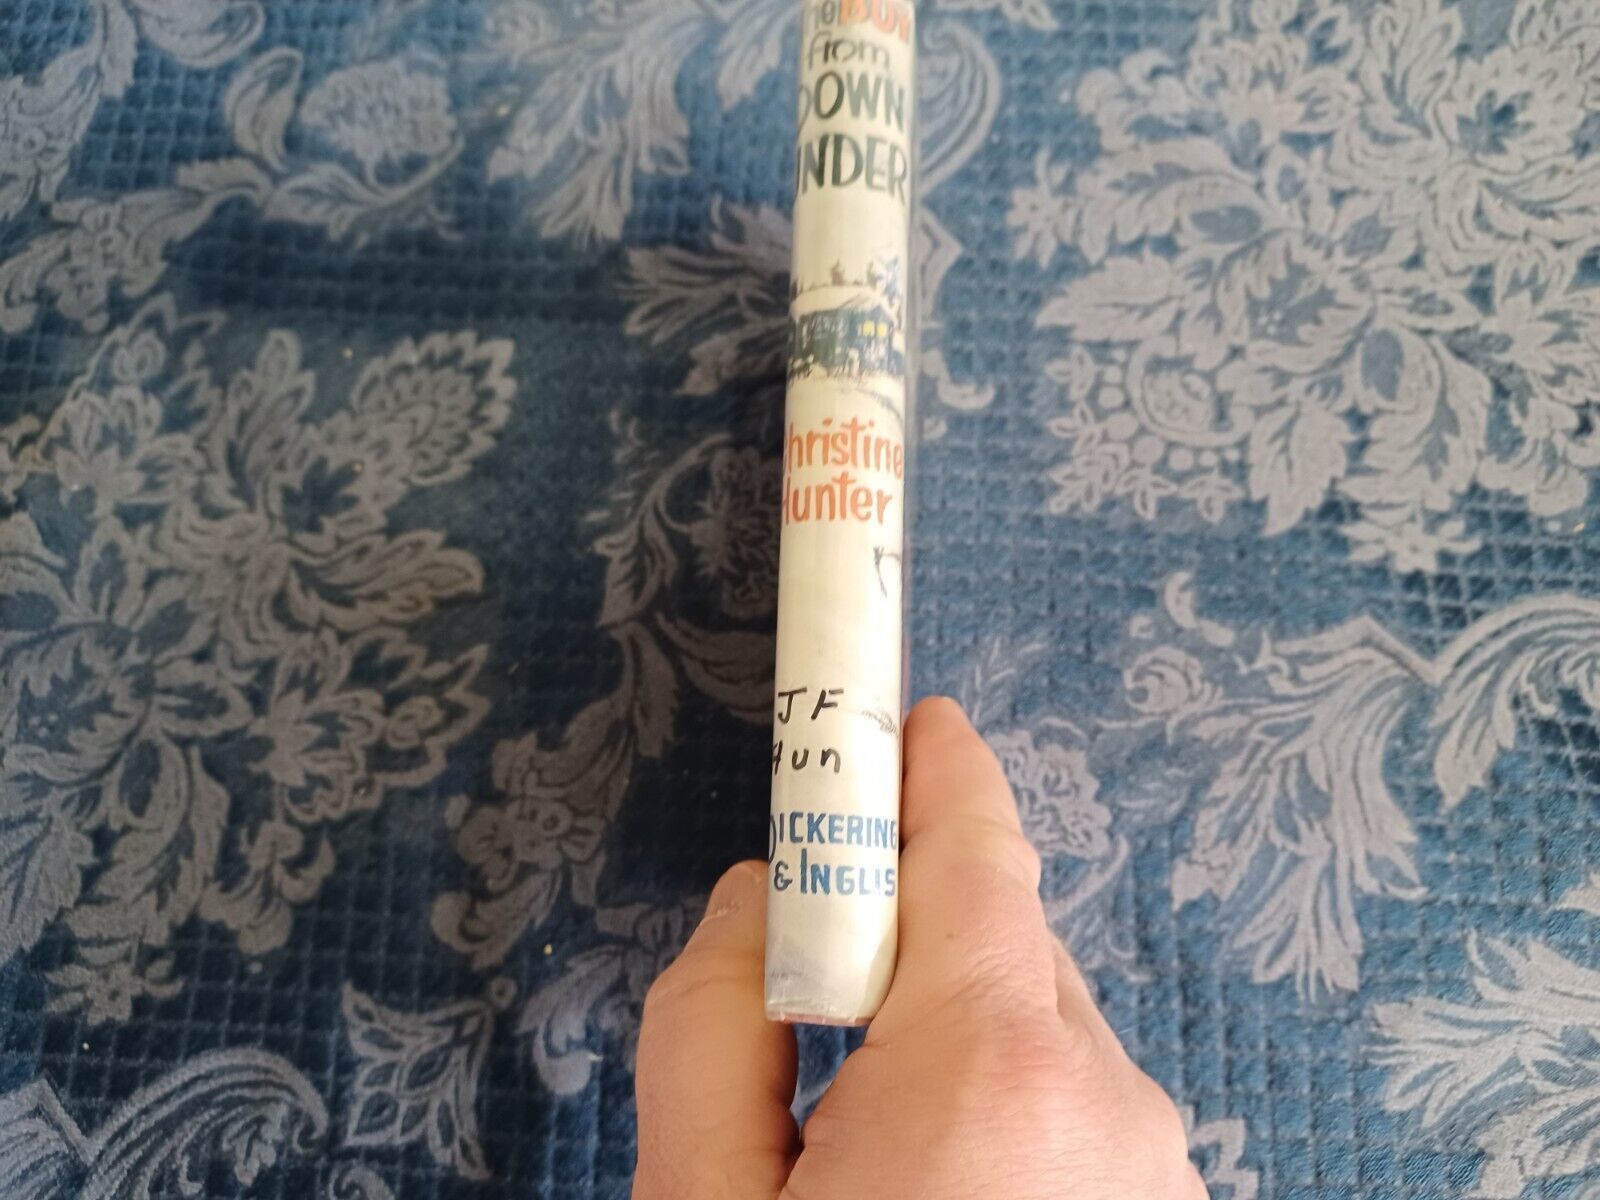 The BOY
from
DOWN
UNDER
Christine
Hunter
JF
Hun
PICKERING
& INGLIS